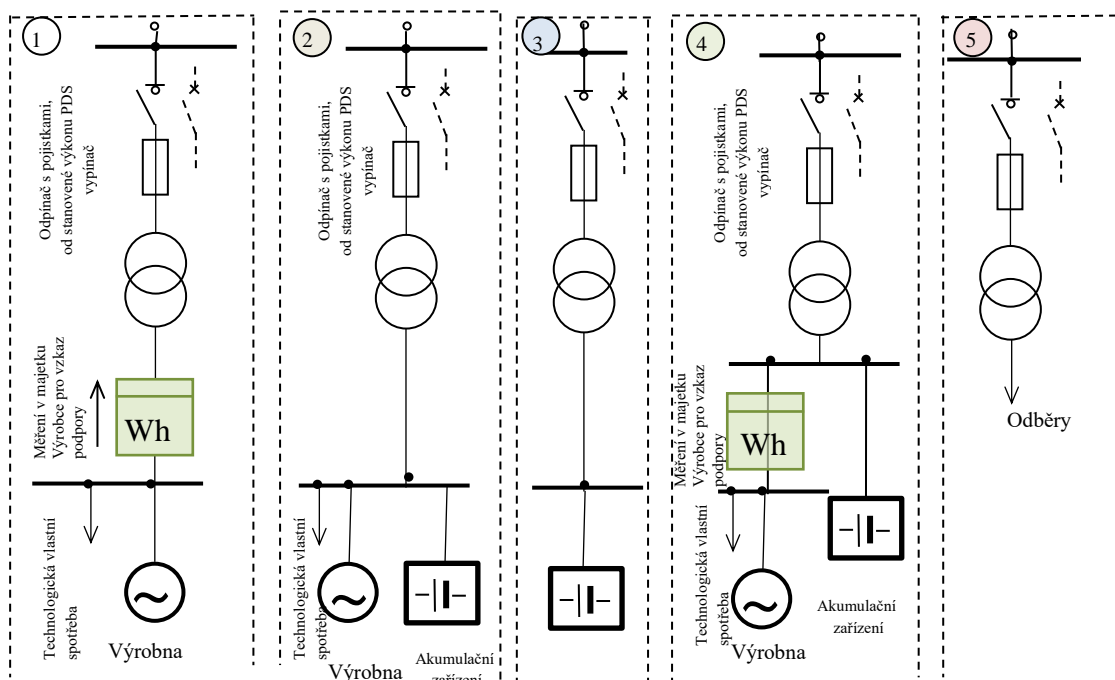 1
Odpínač s pojistkami,
od stanovené výkonu PDS
vypínač
Měření v majetku
Výrobce pro vzkaz
podpory
Wh
Technologická vlastní
spotřeba
Výrobna
2
Odpínač s pojistkami,
od stanovené výkonu PDS
vypínač
Technologická vlastní
spotřeba
Výrobna
Akumulační
zařízení
3
4
Odpínač s pojistkami,
od stanovené výkonu PDS
vypínač
Měření v majetku
Výrobce pro vzkaz
podpory
Wh
Technologická vlastní
spotřeba
Výrobna
Akumulační
zařízení
5
Odběry